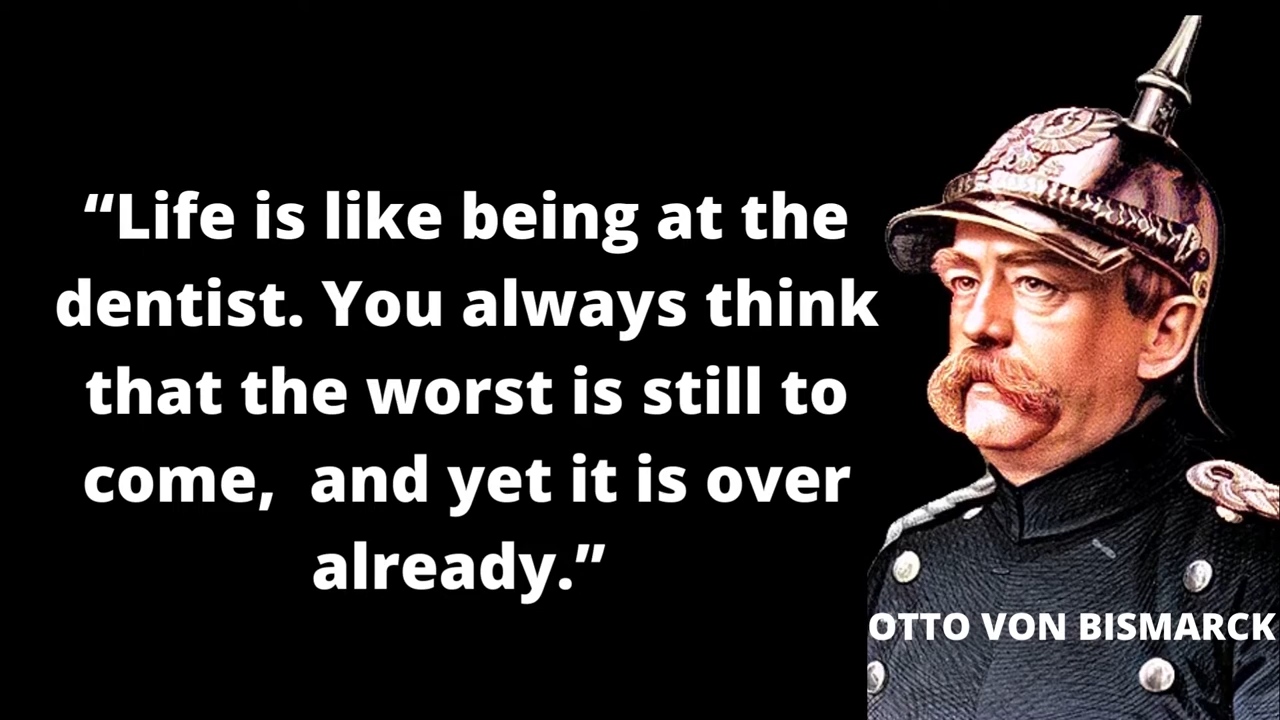 “Life is like being at the
dentist. You always think
that the worst is still to
come,  and yet it is over
already.”
OTTO VON BISMARCK